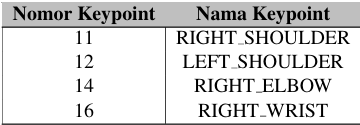 Nomor Keypoint Nama Keypoint
11 RIGHT_SHOULDER
12 LEFT_SHOULDER
14 RIGHT_ELBOW
16 RIGHT_WRIST